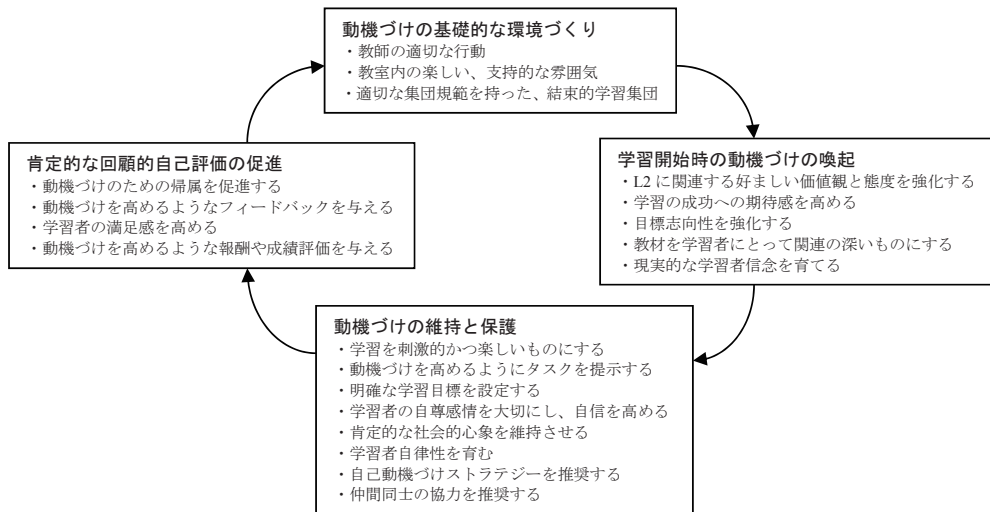 動機づけの基礎的な環境づくり
・教師の適切な行動
・教室内の楽しい、支持的な雰囲気
・適切な集団規範を持った、結束的学習集団
学習開始時の動機づけの喚起
・L2 に関連する好ましい価値観と態度を強化する
・学習の成功への期待感を高める
・目標志向性を強化する
・教材を学習者にとって関連の深いものにする
・現実的な学習者信念を育てる
動機づけの維持と保護
・学習を刺激的かつ楽しいものにする
・動機づけを高めるようにタスクを提示する
・明確な学習目標を設定する
・学習者の自尊感情を大切にし、自信を高める
・肯定的な社会的心象を維持させる
・学習者自律性を育む
・自己動機づけストラテジーを推奨する
・仲間同士の協力を推奨する
肯定的な回顧的自己評価の促進
・動機づけのための帰属を促進する
・動機づけを高めるようなフィードバックを与える
・学習者の満足感を高める
・動機づけを高めるような報酬や成績評価を与える